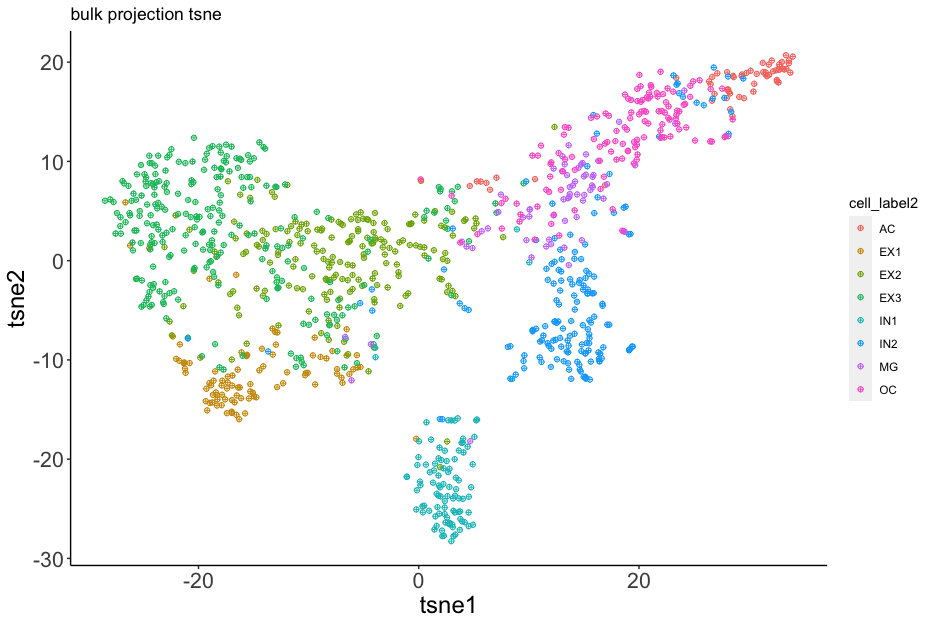 bulk projection tsne
20
10
0
-10
-20
-30
tsne2
-20
0
20
tsne1
cell_label2
AC
EX1
EX2
EX3
IN1
IN2
MG
OC